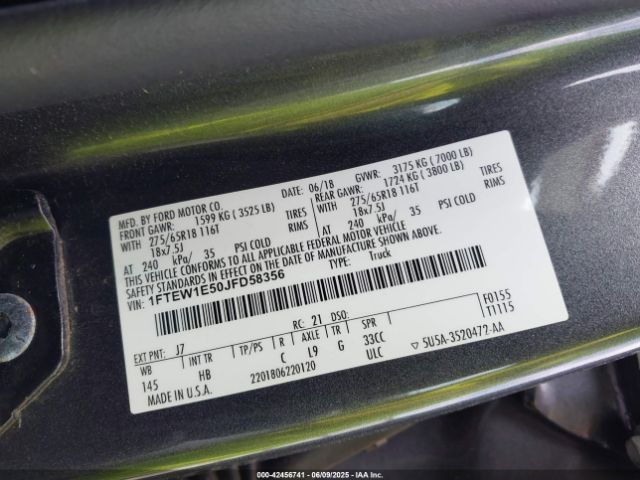 MFD. BY FORD MOTOR CO.
DATE: 06/18
GVWR: 3175 KG ( 7000 LB)
FRONT GAWR: 1599 KG ( 3525 LB)
REAR GAWR: 1724 KG ( 3800 LB)
275/65R18 116T TIRES
275/65R18 116T TIRES
18x7.5J RIMS
18x7.5J RIMS
AT 240 kPa/ 35 PSI COLD
AT 240 kPa/ 35 PSI COLD
THIS VEHICLE CONFORMS TO ALL APPLICABLE FEDERAL MOTOR VEHICLE
SAFETY STANDARDS IN EFFECT ON THE DATE OF MANUFACTURE SHOWN ABOVE.
VIN: 1FTEW1E50JFD58356
TYPE: Truck
F0155
T1115
EXT PNT: J7 RC: 21 DSO:
WB INT TR TP/PS R AXLE TR SPR
145 HB C L9 G 33CC
ULC ▽ 5U5A-3520472-AA
MADE IN U.S.A. 2201806220120
000-42456741 - 06/09/2025 - IAA Inc.